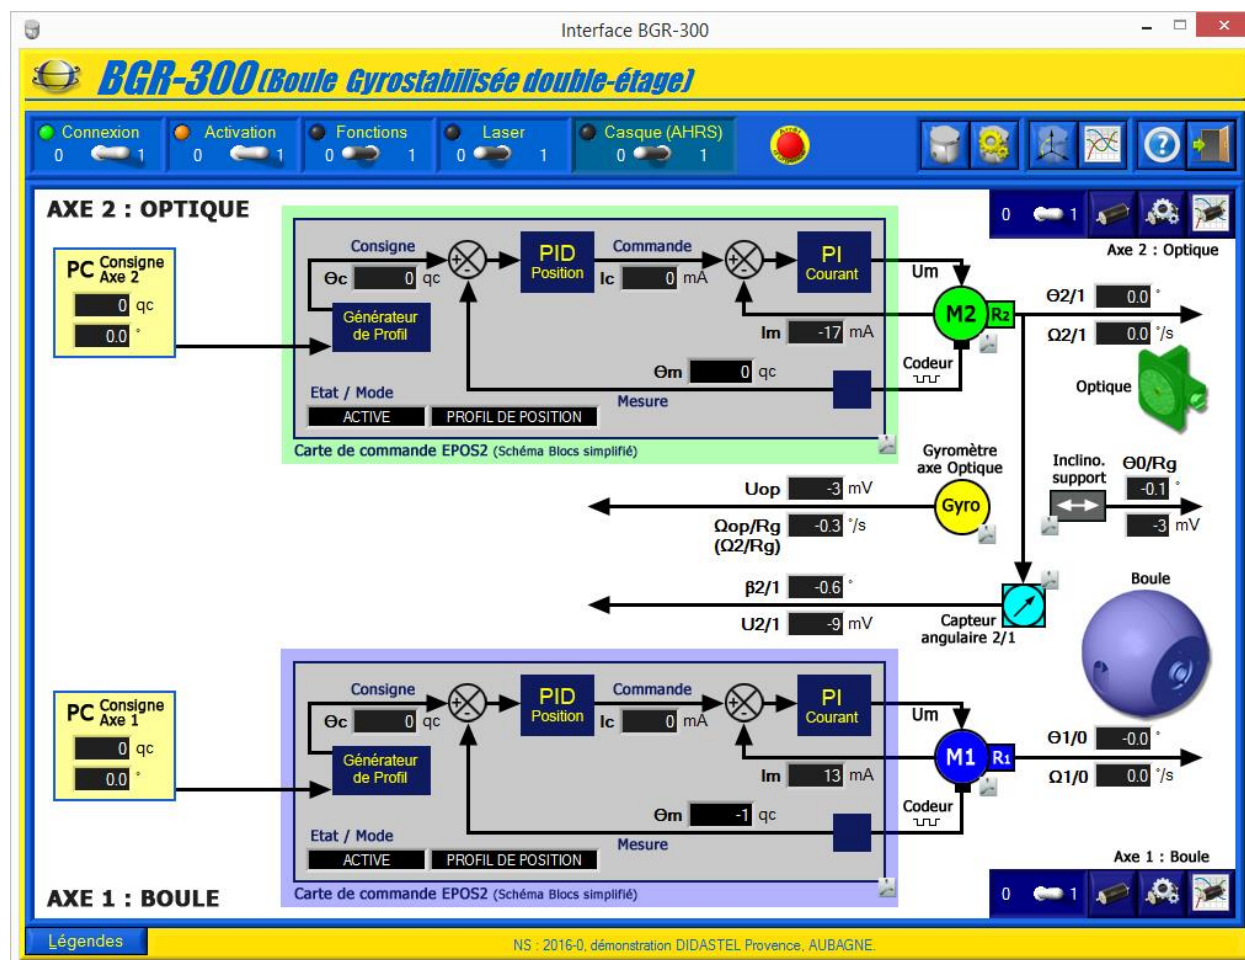 Interface BGR-300
BGR-300 (Boule Gyrostabilisée double-étage)
Connexion
0 1
Activation
0 1
Fonctions
0 1
Laser
0 1
Casque (AHRS)
0 1
AXE 2 : OPTIQUE
0 1
Axe 2 : Optique
PC Consigne
Axe 2
0 qc
0.0 °
Consigne
Θc 0 qc
Générateur
de Profil
PID
Position
Commande
Ic 0 mA
PI
Courant
Um
M2
R2
Im -17 mA
Θm 0 qc
Codeur
Mesure
Etat / Mode
ACTIVE
PROFIL DE POSITION
Carte de commande EPOS2 (Schéma Blocs simplifié)
Θ2/1 0.0 °
Ω2/1 0.0 °/s
Optique
Gyromètre
axe Optique
Gyro
Uop -3 mV
Ωop/Rg -0.3 °/s
(Ω2/Rg)
Inclino.
support
Θ0/Rg
-0.1 °
-3 mV
β2/1 -0.6 °
U2/1 -9 mV
Capteur
angulaire 2/1
Boule
PC Consigne
Axe 1
0 qc
0.0 °
Consigne
Θc 0 qc
Générateur
de Profil
PID
Position
Commande
Ic 0 mA
PI
Courant
Um
M1
R1
Im 13 mA
Θm -1 qc
Codeur
Mesure
Etat / Mode
ACTIVE
PROFIL DE POSITION
Carte de commande EPOS2 (Schéma Blocs simplifié)
Θ1/0 -0.0 °
Ω1/0 0.0 °/s
Axe 1 : Boule
0 1
AXE 1 : BOULE
Légendes
NS : 2016-0, démonstration DIDASTEL Provence, AUBAGNE.